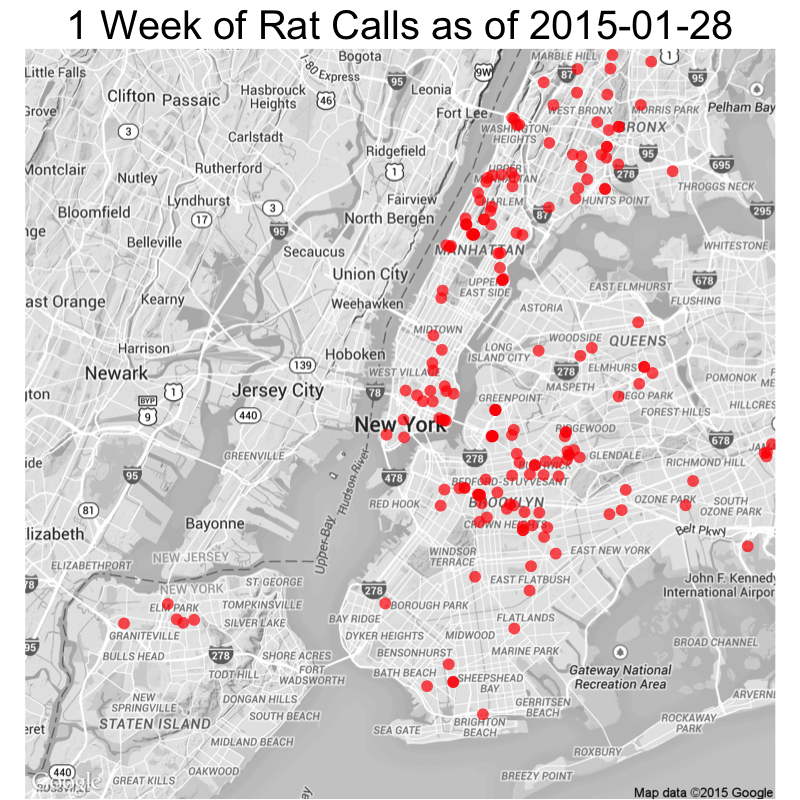 1 Week of Rat Calls as of 2015-01-28
Bogota
MARBLE HILL
1
Little Falls
I-80 Express
95
9W
87
95
Clifton
Passaic
Hasbrouck
Heights
46
Leonia
Fort Lee
WEST BRONX
MORRIS PARK
Pelham Bay
3
Carlstadt
WASHINGTON
HEIGHTS
BRONX
Ridgefield
95
695
Montclair
Rutherford
1
UPPER
MANHATTAN
278
Nutley
THROGGS NECK
Lyndhurst
Fairview
HARLEM
HUNTS POINT
Bloomfield
17
3
North Bergen
87
295
Belleville
95
Secaucus
MANHATTAN
WHITESTONE
Union City
678
UPPER
EAST SIDE
EAST ELMHURST
FLUSHING
ast Orange
Kearny
Weehawken
ASTORIA
MIDTOWN
WOODSIDE
QUEENS
Harrison
Hoboken
LONG
ISLAND CITY
139
Newark
WEST VILLAGE
278
ELMHURST
POMONOK
1
Jersey City
78
MASPETH
REGO PARK
BYP
9
440
GREENPOINT
FOREST HILLS
HILLCRES
New York
RIDGEWOOD
678
GREENVILLE
278
GLENDALE
RICHMOND HILL
ide
95
478
BUSHWICK
BEDFORD-STUYVESANT
Hudson River
RED HOOK
BROOKLYN
OZONE PARK
SOUTH
OZONE PARK
81
Bayonne
CROWN HEIGHTS
Belt Pkwy
lizabeth
Upper Bay
NEW JERSEY
WINDSOR
TERRACE
EAST NEW YORK
ELIZABETHPORT
NEW YORK
ST. GEORGE
EAST FLATBUSH
John F. Kennedy
International Airpor
78
278
ELM PARK
TOMPKINSVILLE
BOROUGH PARK
BAY RIDGE
FLATLANDS
GRANITEVILLE
SILVER LAKE
DYKER HEIGHTS
MIDWOOD
BROAD CHANNEL
95
BULLS HEAD
278
SHORE ACRES
BENSONHURST
MARINE PARK
TODT HILL
FORT
WADSWORTH
BATH BEACH
SHEEPSHEAD
BAY
Gateway National
Recreation Area
NEW
SPRINGVILLE
DONGAN HILLS
GERRITSEN
BEACH
ARVERNE
STATEN ISLAND
SOUTH BEACH
SEA GATE
BRIGHTON
BEACH
ROCKAWAY
PARK
MIDLAND BEACH
ROXBURY
440
OAKWOOD
GREAT KILLS
BREEZY POINT
Google
Map data ©2015 Google